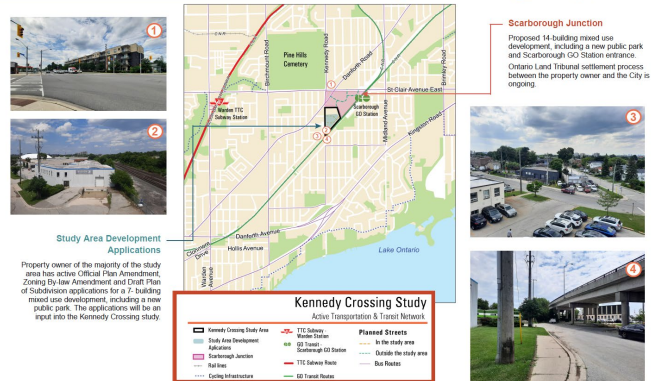 Scarborough Junction
Proposed 14-building mixed use
development, including a new public park
and Scarborough GO Station entrance.
Ontario Land Tribunal settlement process
between the property owner and the City is
ongoing.
1
2
3
4
Study Area Development
Applications
Property owner of the majority of the study
area has active Official Plan Amendment,
Zoning By-law Amendment and Draft Plan
of Subdivision applications for a 7- building
mixed use development, including a new
public park. The applications will be an
input into the Kennedy Crossing study.
Birchmount Road
Pine Hills
Cemetery
Kennedy Road
Danforth Road
Brimley Road
St Clair Avenue East
Warden TTC
Subway Station
Scarborough
GO Station
Midland Avenue
Kingston Road
1
2
3
4
Danforth Avenue
Hollis Avenue
Clonmore
Drive
Warden
Avenue
Lake Ontario
Kennedy Crossing Study
Active Transportation & Transit Network
Kennedy Crossing Study Area
Study Area Development
Aplications
Scarborough Junction
Rail lines
Cycling Infrastructure
TTC Subway -
Warden Station
GO Transit -
Scarborough GO Station
TTC Subway Route
GO Transit Routes
Planned Streets
In the study area
Outside the study area
Bus Routes